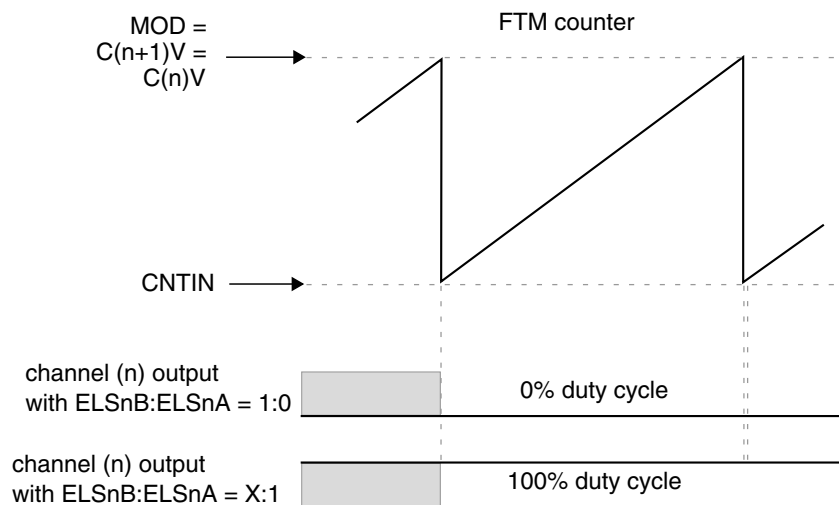 MOD =
C(n+1)V =
C(n)V
FTM counter
CNTIN
channel (n) output
with ELSnB:ELSnA = 1:0
0% duty cycle
channel (n) output
with ELSnB:ELSnA = X:1
100% duty cycle